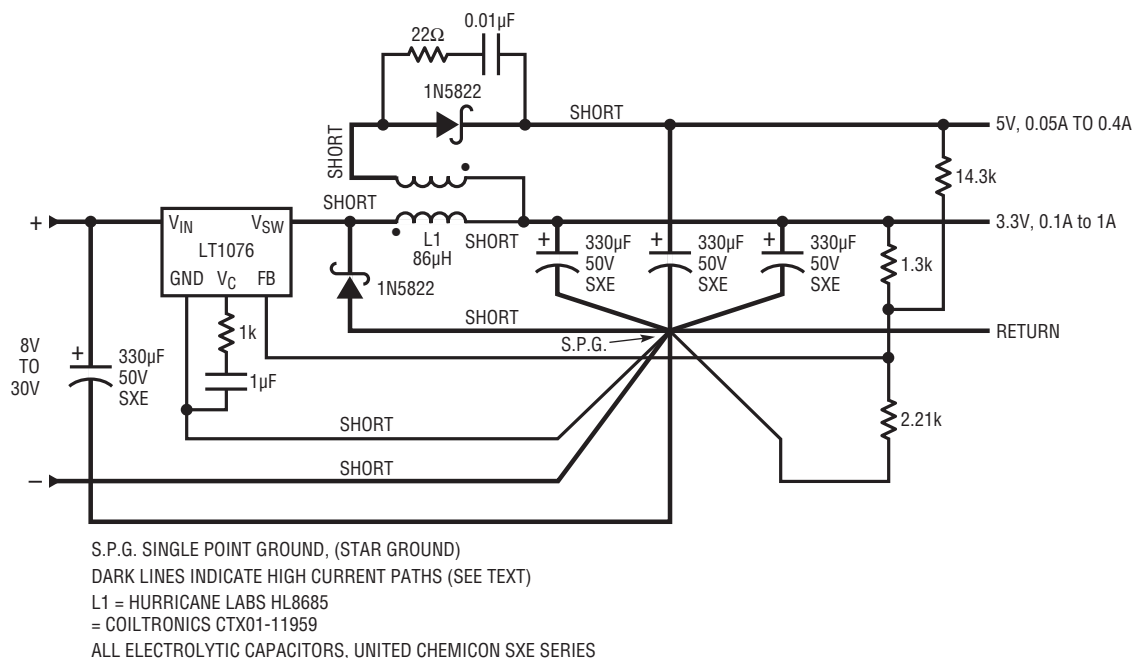 0.01µF
22Ω
1N5822
SHORT
5V, 0.05A TO 0.4A
SHORT
14.3k
SHORT
+
VIN
VSW
3.3V, 0.1A to 1A
L1
86µH
SHORT
LT1076
GND
VC
FB
+
330µF
50V
SXE
+
330µF
50V
SXE
+
330µF
50V
SXE
1.3k
1N5822
SHORT
RETURN
1k
S.P.G.
8V
TO
30V
+
330µF
50V
SXE
1µF
2.21k
SHORT
SHORT
–
S.P.G. SINGLE POINT GROUND, (STAR GROUND)
DARK LINES INDICATE HIGH CURRENT PATHS (SEE TEXT)
L1 = HURRICANE LABS HL8685
= COILTRONICS CTX01-11959
ALL ELECTROLYTIC CAPACITORS, UNITED CHEMICON SXE SERIES